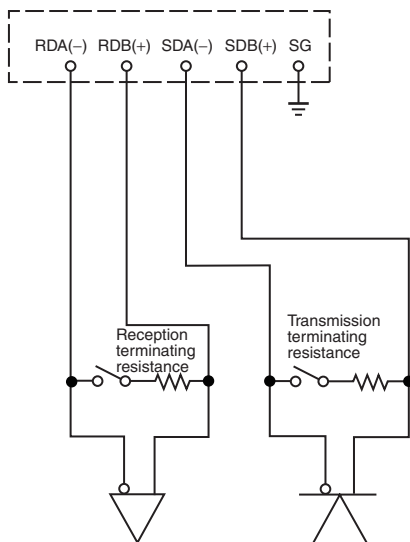 RDA(−) RDB(+) SDA(−) SDB(+) SG
Reception
terminating
resistance
Transmission
terminating
resistance